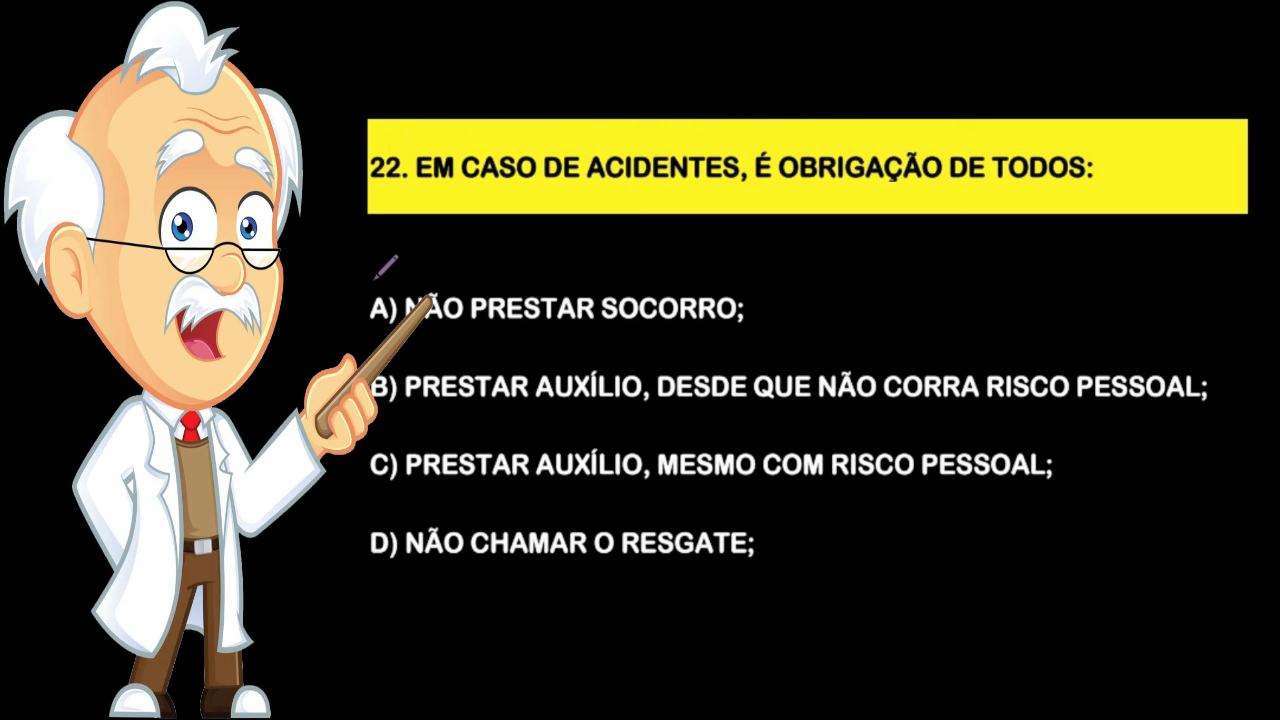 22. EM CASO DE ACIDENTES, É OBRIGAÇÃO DE TODOS:
A) NÃO PRESTAR SOCORRO;
B) PRESTAR AUXÍLIO, DESDE QUE NÃO CORRA RISCO PESSOAL;
C) PRESTAR AUXÍLIO, MESMO COM RISCO PESSOAL;
D) NÃO CHAMAR O RESGATE;